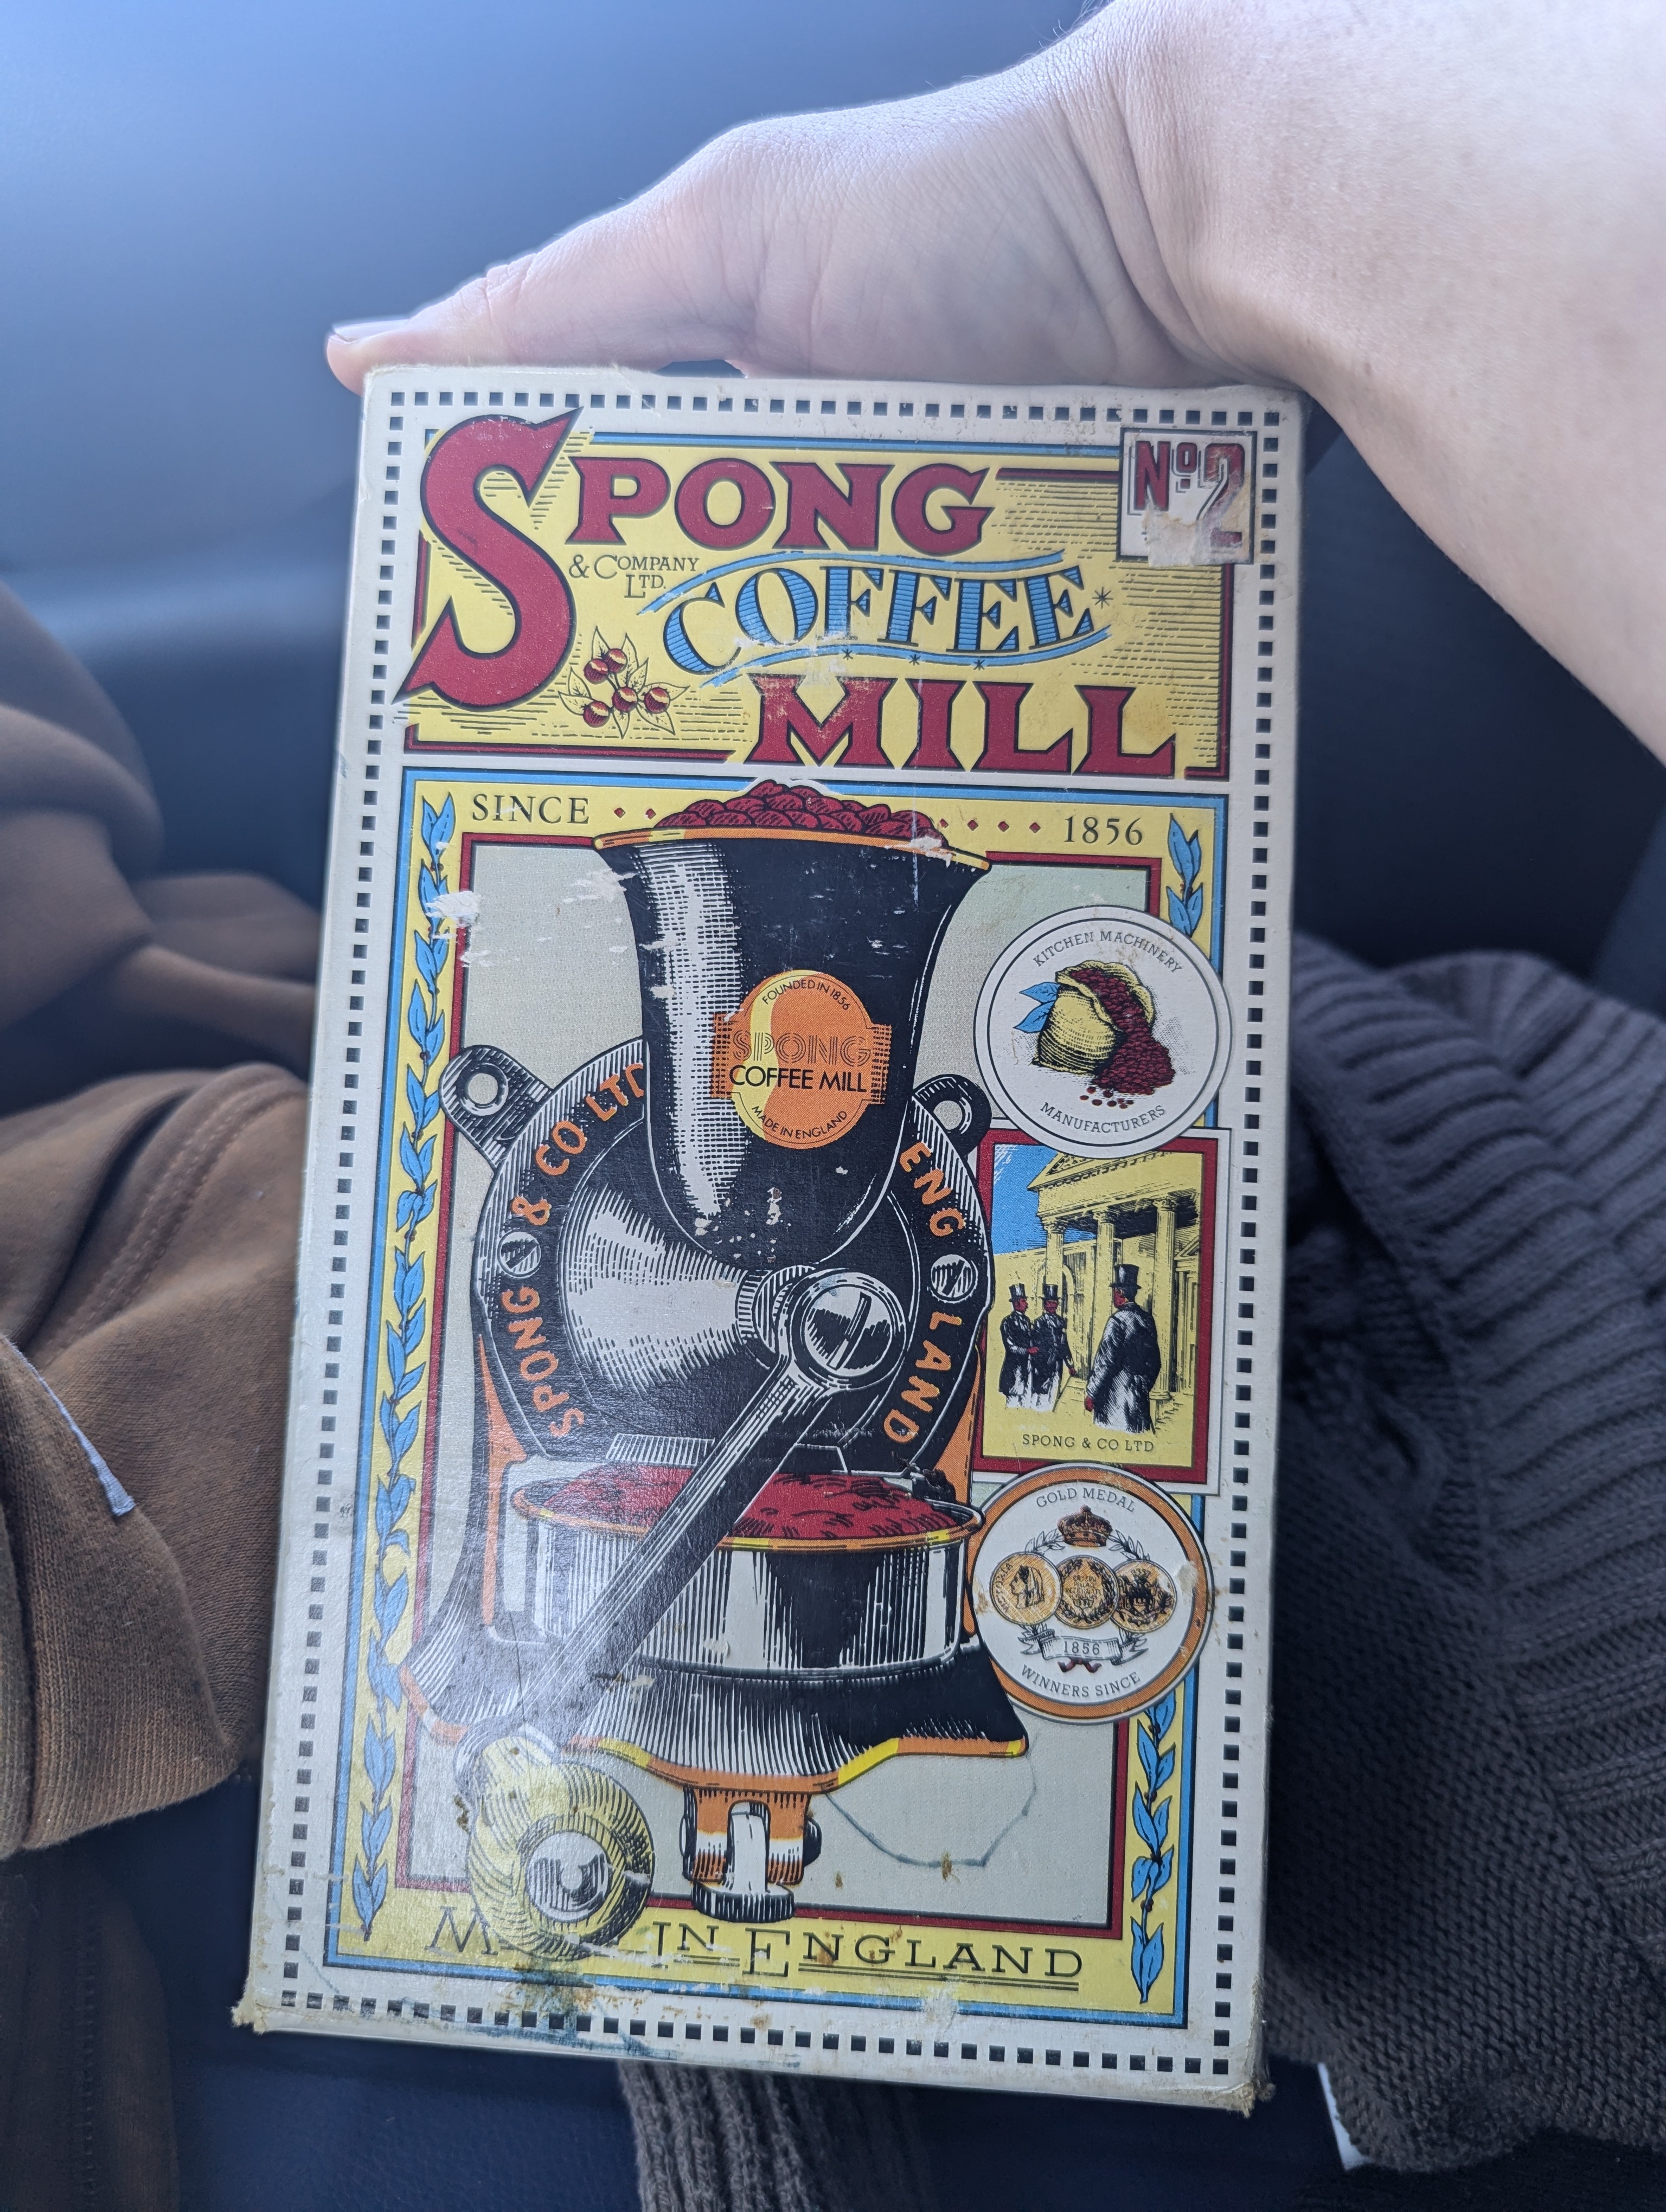 SPONG
No 2
& COMPANY
LTD.
COFFEE
MILL
SINCE
1856
KITCHEN MACHINERY
MANUFACTURERS
FOUNDED IN 1856
SPONG
COFFEE MILL
MADE IN ENGLAND
SPONG & CO LTD
ENGLAND
SPONG & CO LTD
GOLD MEDAL
VICTORIA
1856
WINNERS SINCE
IN ENGLAND